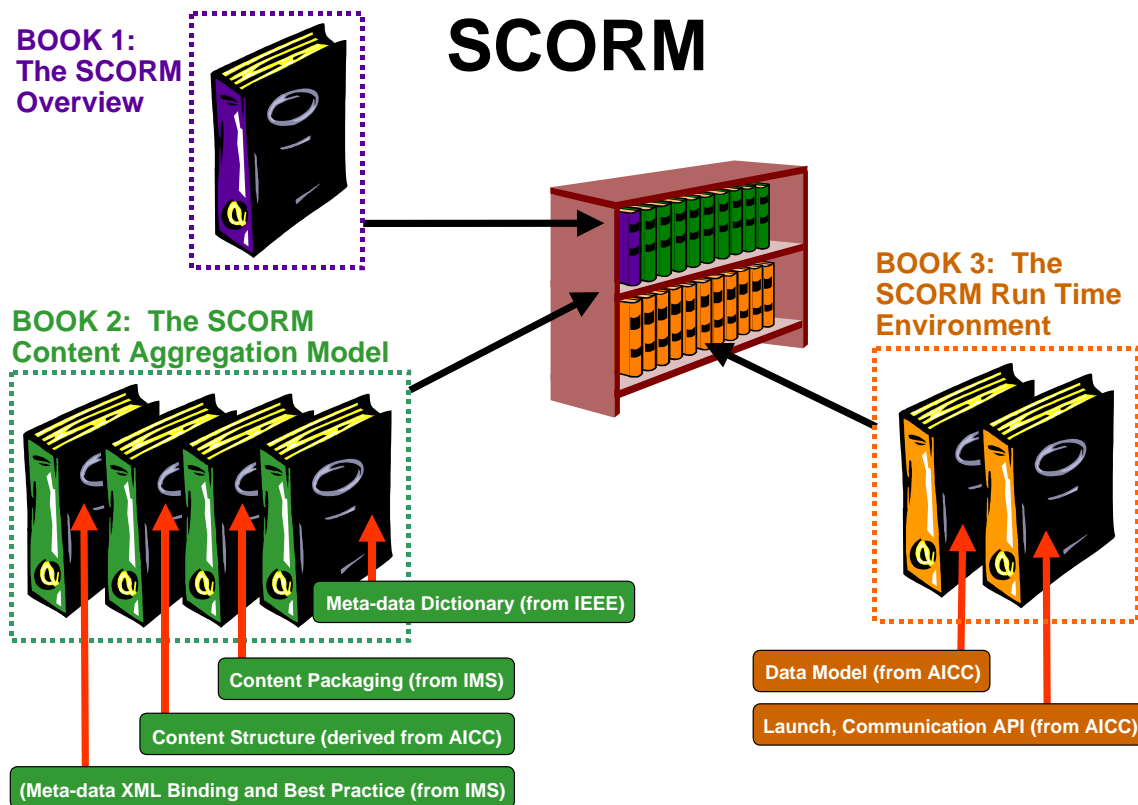 SCORM
BOOK 1:
The SCORM
Overview
BOOK 2:  The SCORM
Content Aggregation Model
BOOK 3:  The
SCORM Run Time
Environment
Meta-data Dictionary (from IEEE)
Content Packaging (from IMS)
Content Structure (derived from AICC)
(Meta-data XML Binding and Best Practice (from IMS)
Data Model (from AICC)
Launch, Communication API (from AICC)